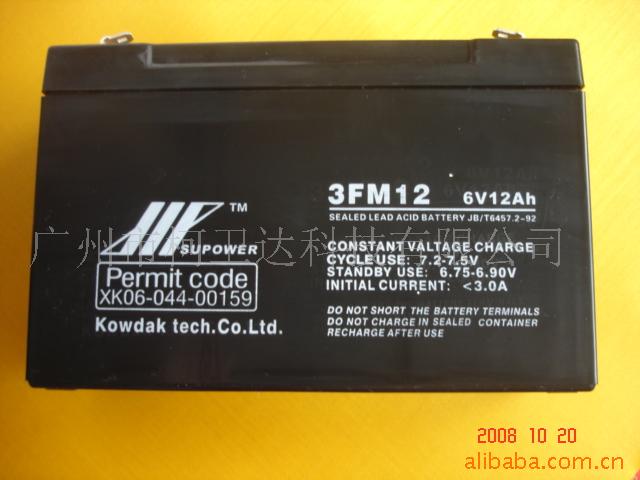 3FM12 6V12Ah
SEALED LEAD ACID BATTERY JB/T6457.2-92
TM
SUPOWER
广州市柯卫达科技有限公司
CONSTANT VALTAGE CHARGE
CYCLE USE: 7.2-7.5V
STANDBY USE: 6.75-6.90V
INITIAL CURRENT: <3.0A
Permit code
XK06-044-00159
Kowdak tech.Co.Ltd.
DO NOT SHORT THE BATTERY TERMINALS
DO NOT CHARGE IN SEALED CONTAINER
RECHARGE AFTER USE
2008 10 20
alibaba.com.cn